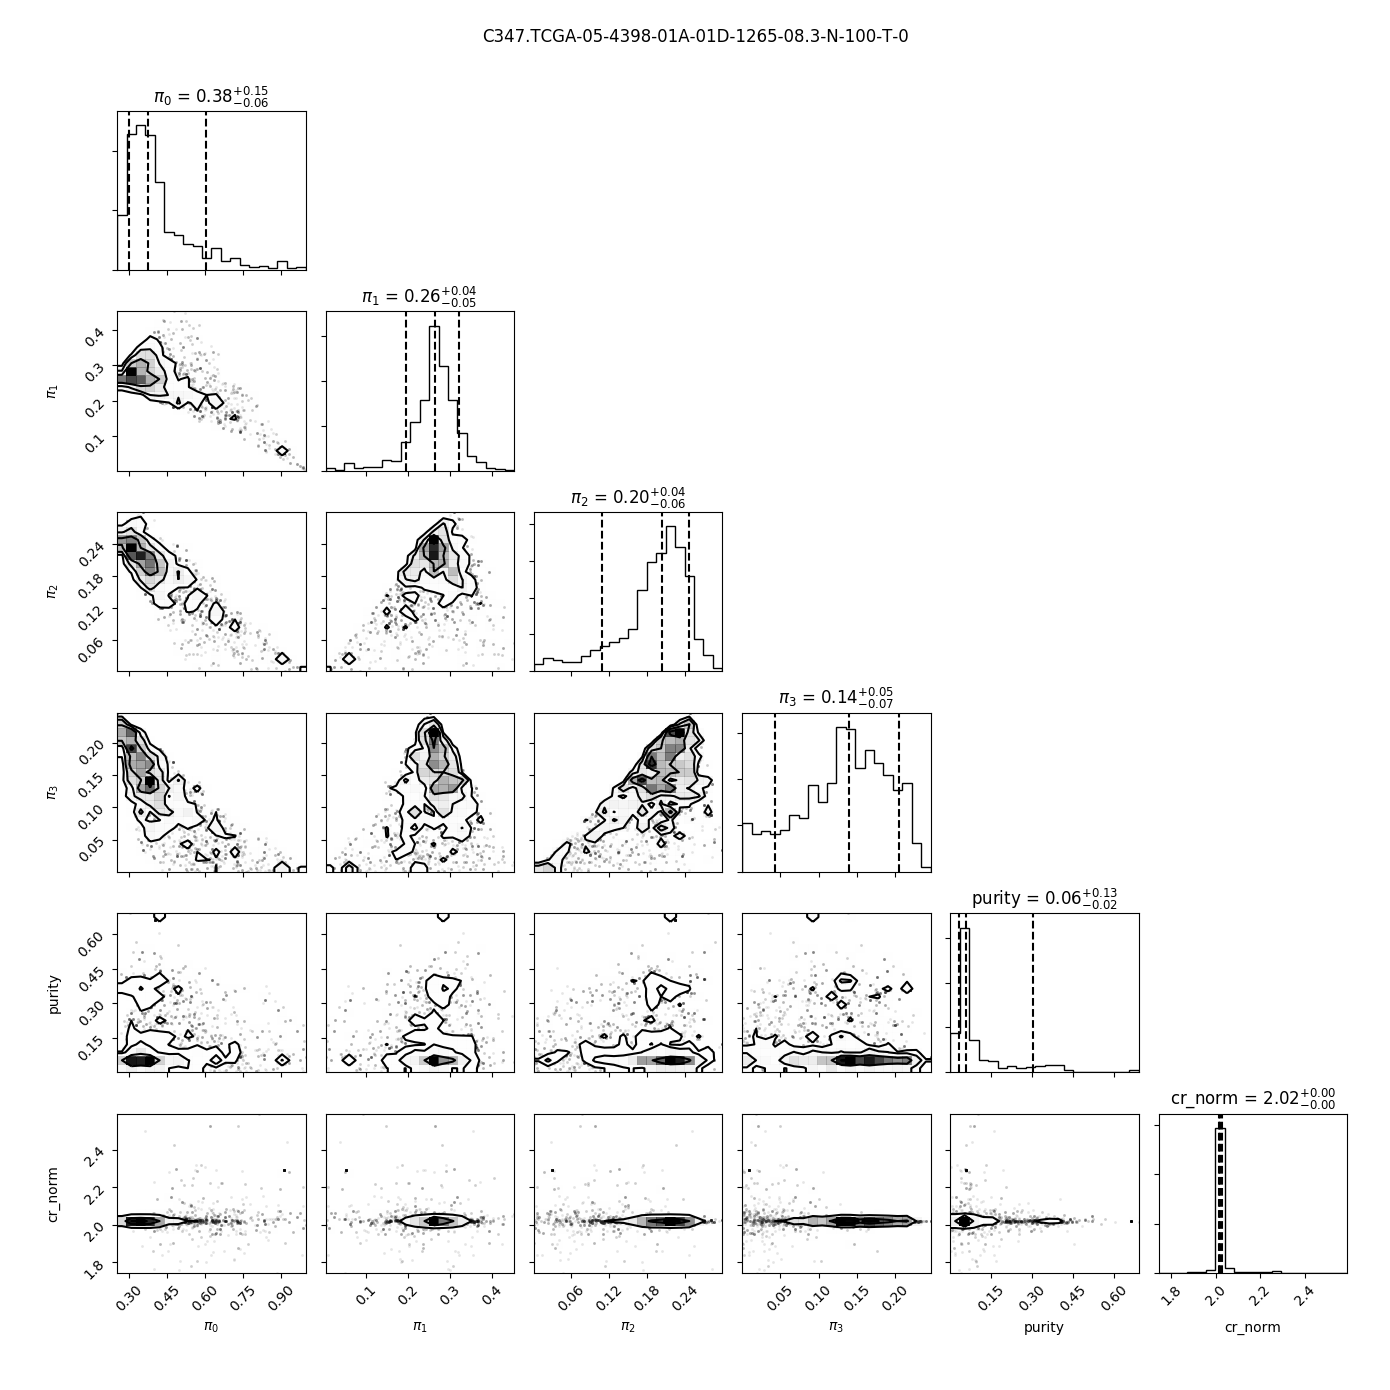 C347.TCGA-05-4398-01A-01D-1265-08.3-N-100-T-0
π₀ = 0.38+0.15 −0.06
π₁ = 0.26+0.04 −0.05
0.4
0.3
0.2
0.1
π₁
π₂ = 0.20+0.04 −0.06
0.24
0.18
0.12
0.06
π₂
π₃ = 0.14+0.05 −0.07
0.20
0.15
0.10
0.05
π₃
purity = 0.06+0.13 −0.02
0.60
0.45
0.30
0.15
purity
cr_norm = 2.02+0.00 −0.00
2.4
2.2
2.0
1.8
cr_norm
0.30 0.45 0.60 0.75 0.90
0.1 0.2 0.3 0.4
0.06 0.12 0.18 0.24
0.05 0.10 0.15 0.20
0.15 0.30 0.45 0.60
1.8 2.0 2.2 2.4
π₀ π₁ π₂ π₃ purity cr_norm